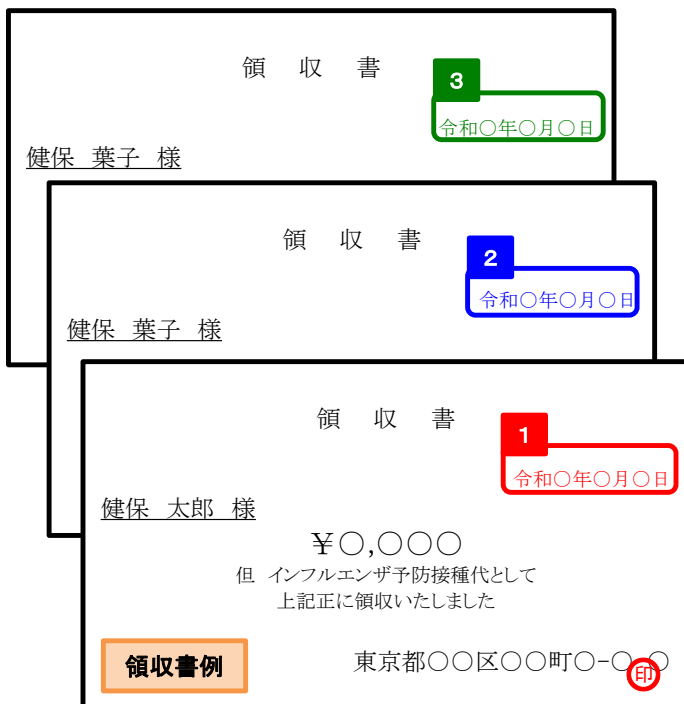 領 収 書
3
令和○年○月○日
健保 葉子 様
領 収 書
2
令和○年○月○日
健保 葉子 様
領 収 書
1
令和○年○月○日
健保 太郎 様
￥○,○○○
但 インフルエンザ予防接種代として
上記正に領収いたしました
領収書例
東京都○○区○○町○-○-○
印